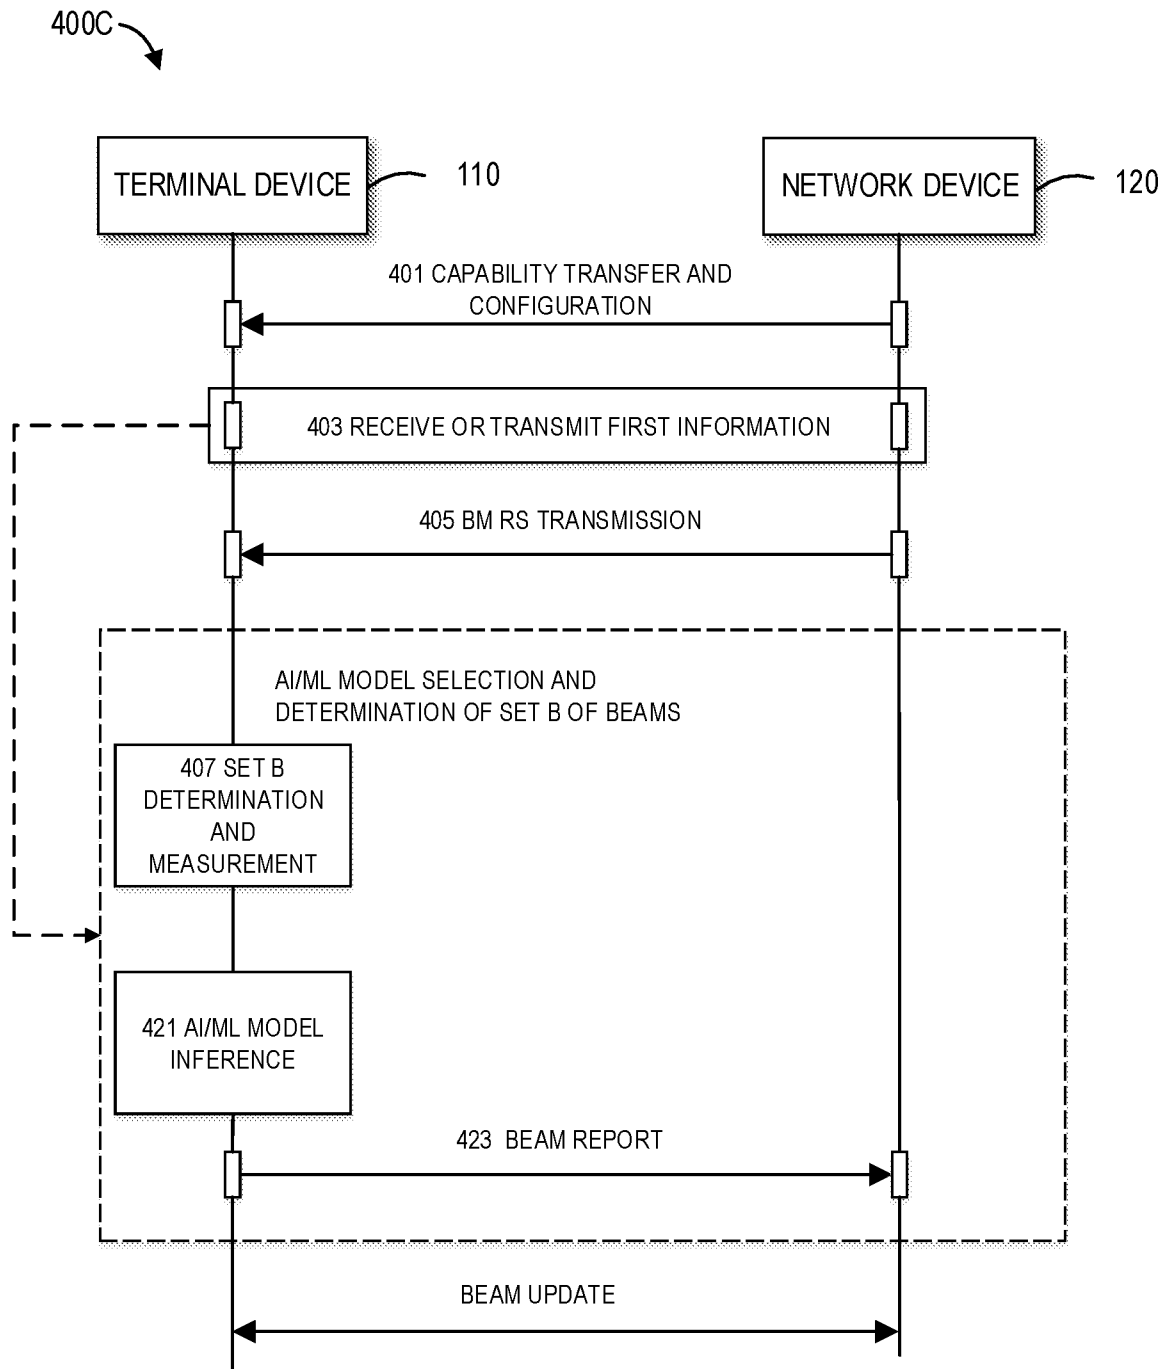 400C
TERMINAL DEVICE
110
NETWORK DEVICE
120
401 CAPABILITY TRANSFER AND
CONFIGURATION
403 RECEIVE OR TRANSMIT FIRST INFORMATION
405 BM RS TRANSMISSION
AI/ML MODEL SELECTION AND
DETERMINATION OF SET B OF BEAMS
407 SET B
DETERMINATION
AND
MEASUREMENT
421 AI/ML MODEL
INFERENCE
423 BEAM REPORT
BEAM UPDATE